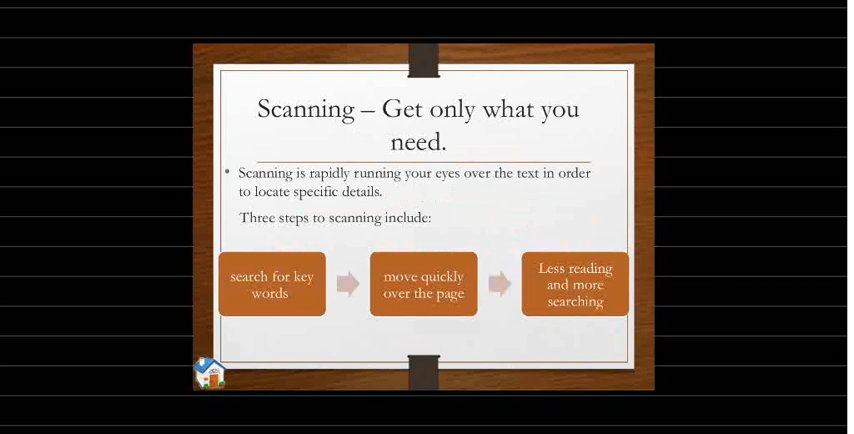 Scanning – Get only what you
need.
• Scanning is rapidly running your eyes over the text in order
to locate specific details.
Three steps to scanning include:
search for key
words
move quickly
over the page
Less reading
and more
searching